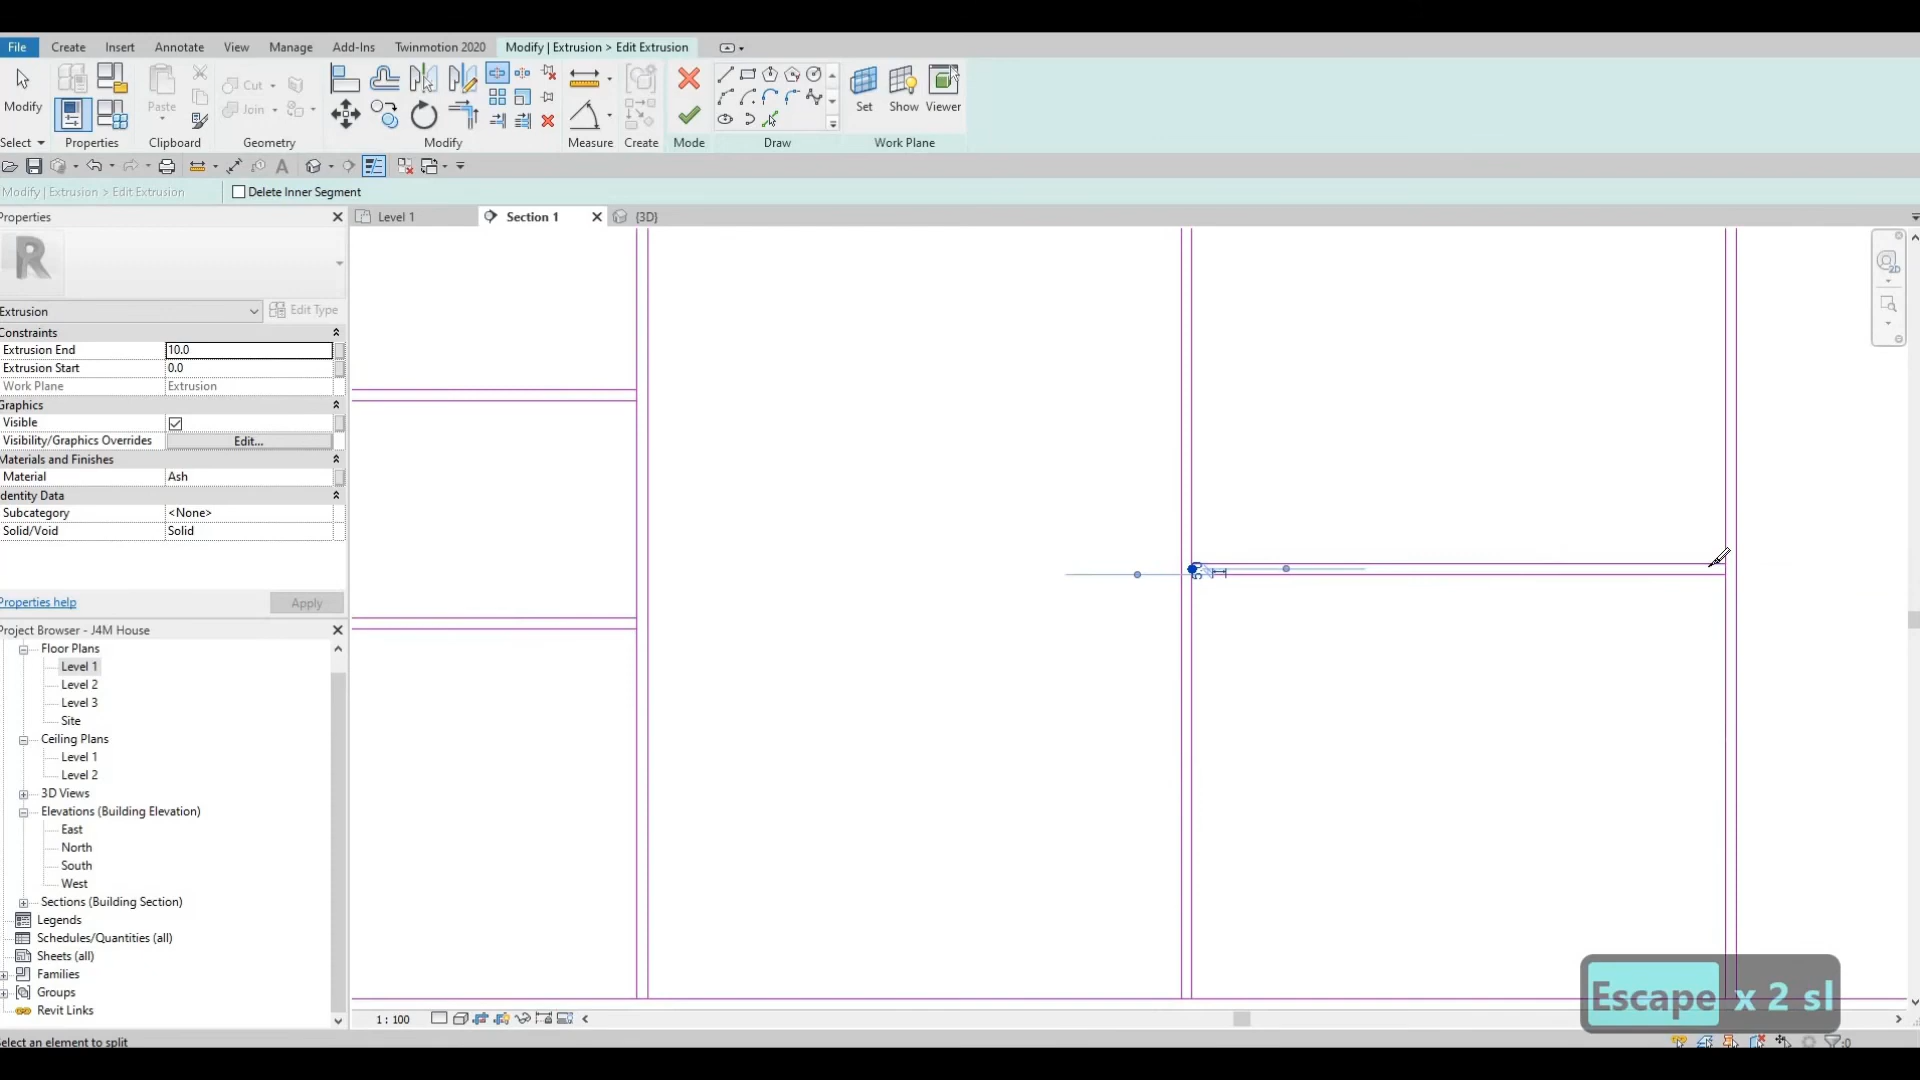 File Create Insert Annotate View Manage Add-Ins Twinmotion 2020 Modify | Extrusion > Edit Extrusion
Modify Paste Cut Join Set Show Viewer
Select Properties Clipboard Geometry Modify Measure Create Mode Draw Work Plane
Modify | Extrusion > Edit Extrusion Delete Inner Segment
Properties
Level 1 Section 1 {3D}
R
Extrusion Edit Type
Constraints
Extrusion End 10.0
Extrusion Start 0.0
Work Plane Extrusion
Graphics
Visible
Visibility/Graphics Overrides Edit...
Materials and Finishes
Material Ash
Identity Data
Subcategory <None>
Solid/Void Solid
Properties help Apply
Project Browser - J4M House
Floor Plans
Level 1
Level 2
Level 3
Site
Ceiling Plans
Level 1
Level 2
3D Views
Elevations (Building Elevation)
East
North
South
West
Sections (Building Section)
Legends
Schedules/Quantities (all)
Sheets (all)
Families
Groups
Revit Links
1 : 100
Escape x 2 sl
Select an element to split
:0